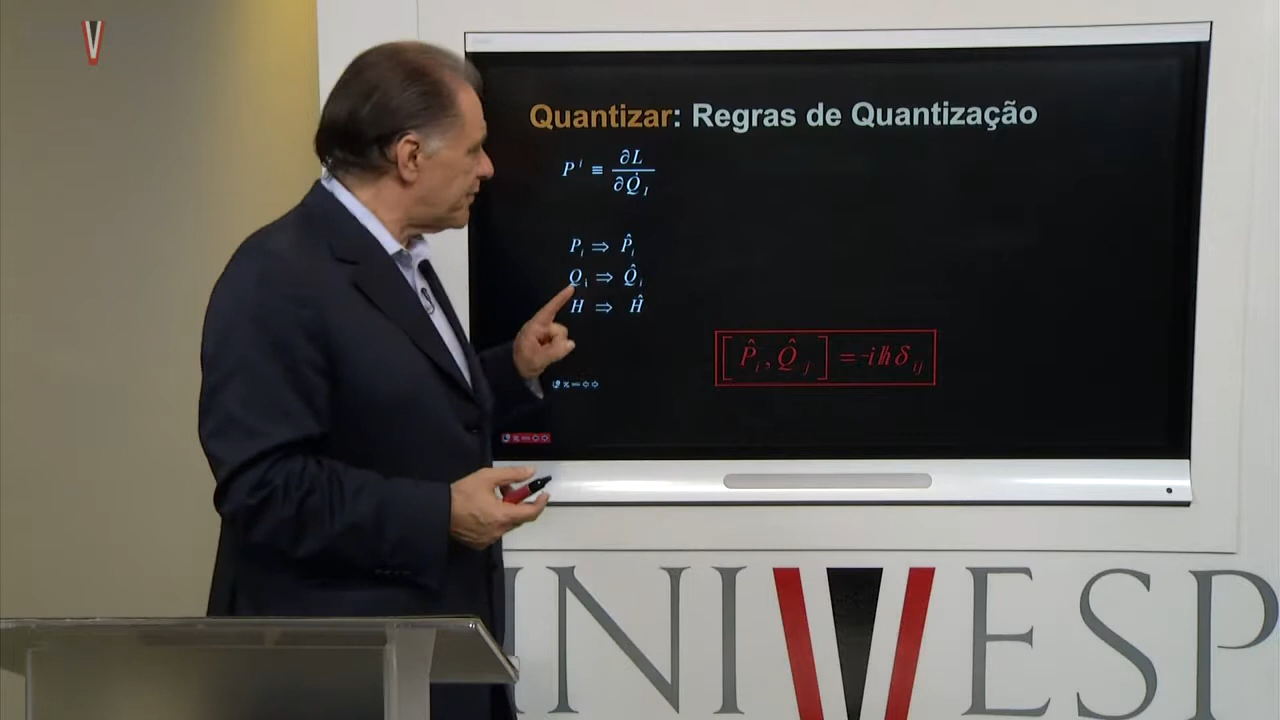 Quantizar: Regras de Quantização
P^i ≡ ∂L / ∂Q̇_I
P_i ⇒ P̂_i
Q_i ⇒ Q̂_i
H ⇒ Ĥ
[P̂_i, Q̂_j] = -iℏδ_ij
UNIVESP